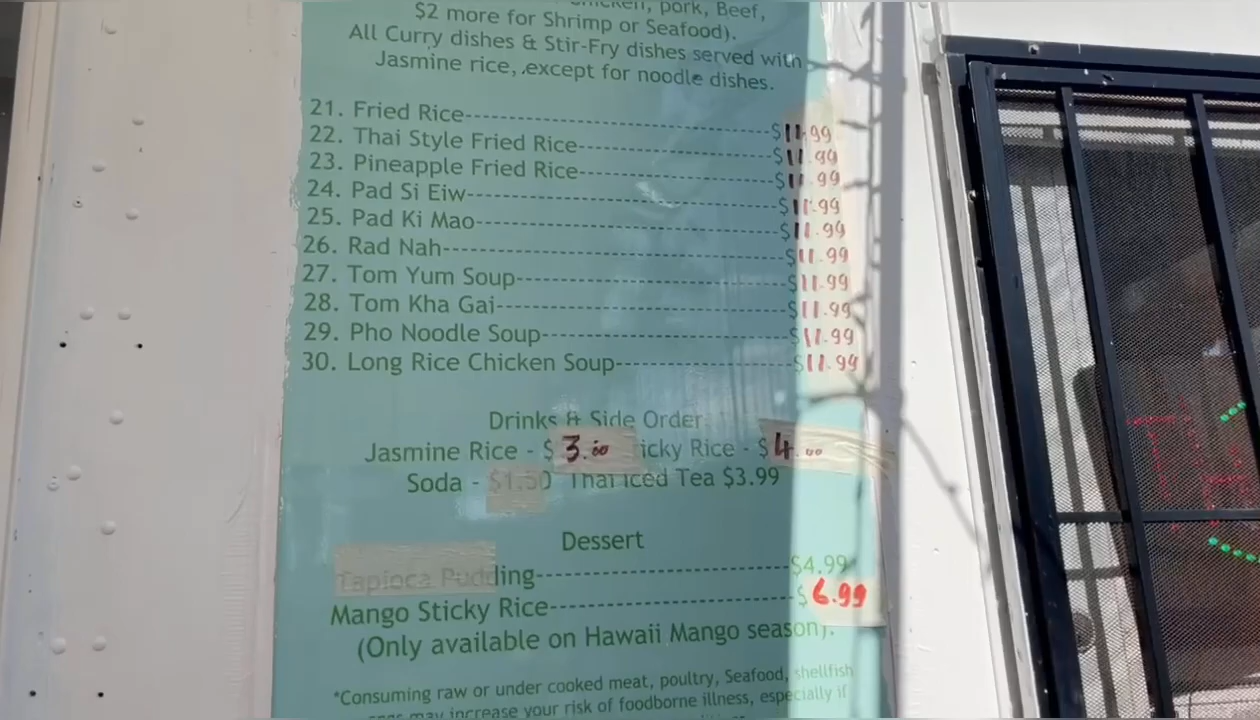 Chicken, pork, Beef,
$2 more for Shrimp or Seafood).
All Curry dishes & Stir-Fry dishes served with
Jasmine rice, except for noodle dishes.
21. Fried Rice $11.99
22. Thai Style Fried Rice $11.99
23. Pineapple Fried Rice $11.99
24. Pad Si Eiw $11.99
25. Pad Ki Mao $11.99
26. Rad Nah $11.99
27. Tom Yum Soup $11.99
28. Tom Kha Gai $11.99
29. Pho Noodle Soup $11.99
30. Long Rice Chicken Soup $11.99
Drinks & Side Order
Jasmine Rice - $3.00 icky Rice - $4.00
Soda - $1.50 Thai Iced Tea $3.99
Dessert
Tapioca Pudding $4.99
Mango Sticky Rice $6.99
(Only available on Hawaii Mango season).
*Consuming raw or under cooked meat, poultry, Seafood, shellfish
may increase your risk of foodborne illness, especially if